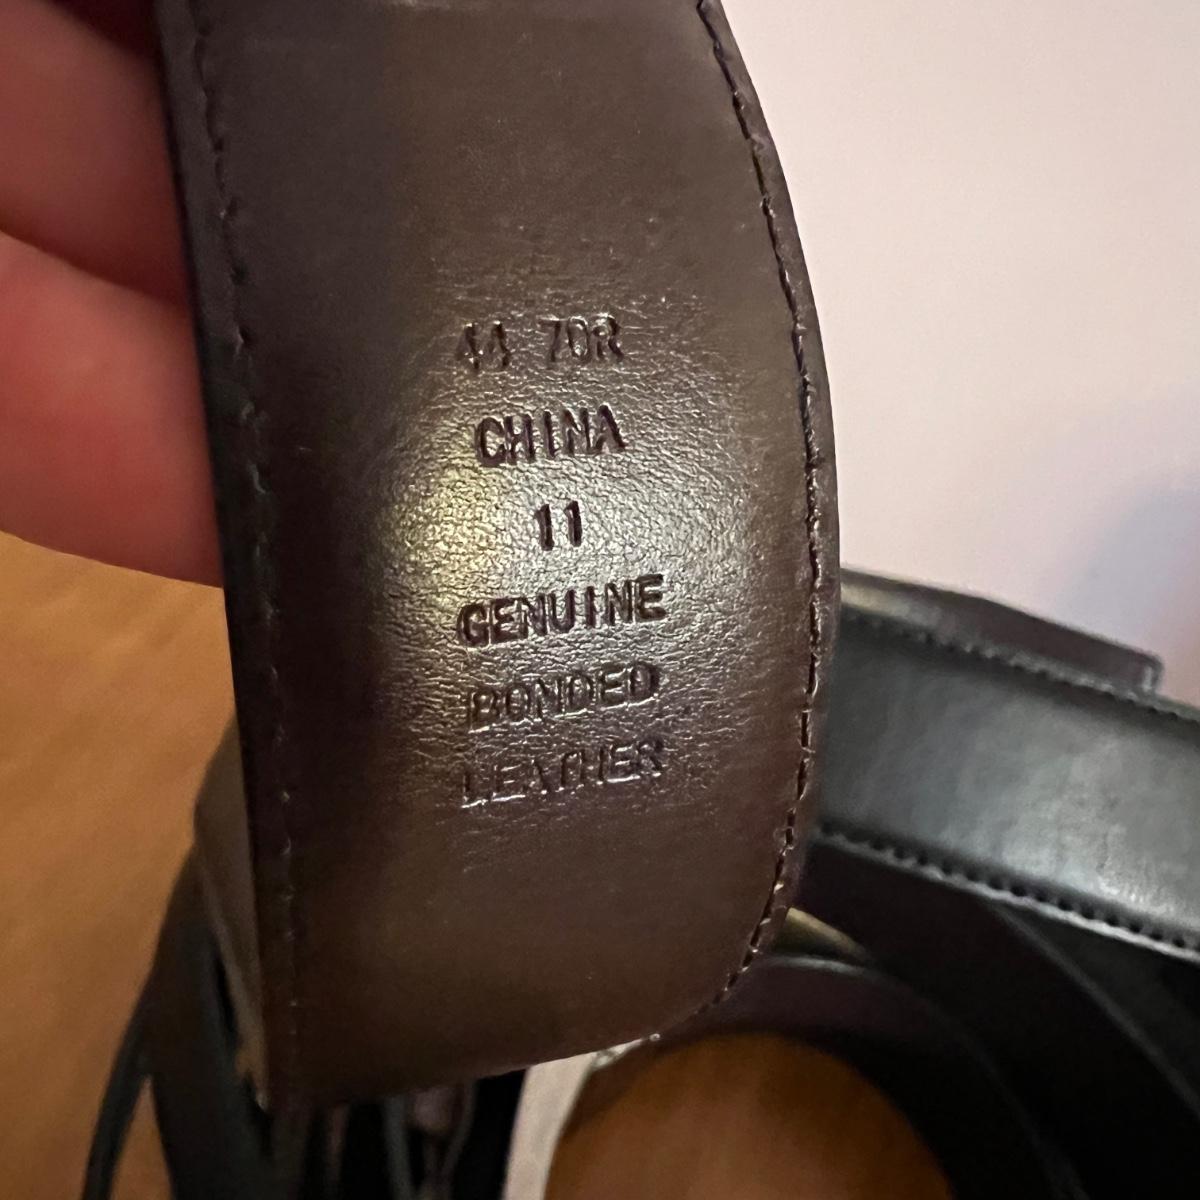 44 70R
CHINA
11
GENUINE
BONDED
LEATHER